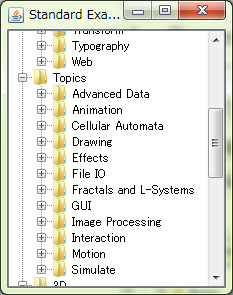 Standard Exa...
Transform
Typography
Web
Topics
Advanced Data
Animation
Cellular Automata
Drawing
Effects
File IO
Fractals and L-Systems
GUI
Image Processing
Interaction
Motion
Simulate
3D